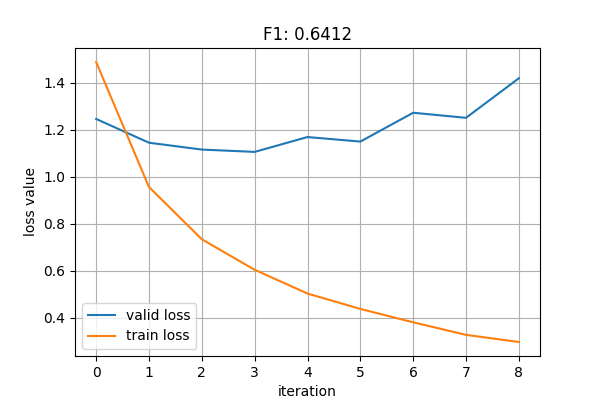 F1: 0.6412
loss value
1.4
1.2
1.0
0.8
0.6
0.4
valid loss
train loss
0 1 2 3 4 5 6 7 8
iteration